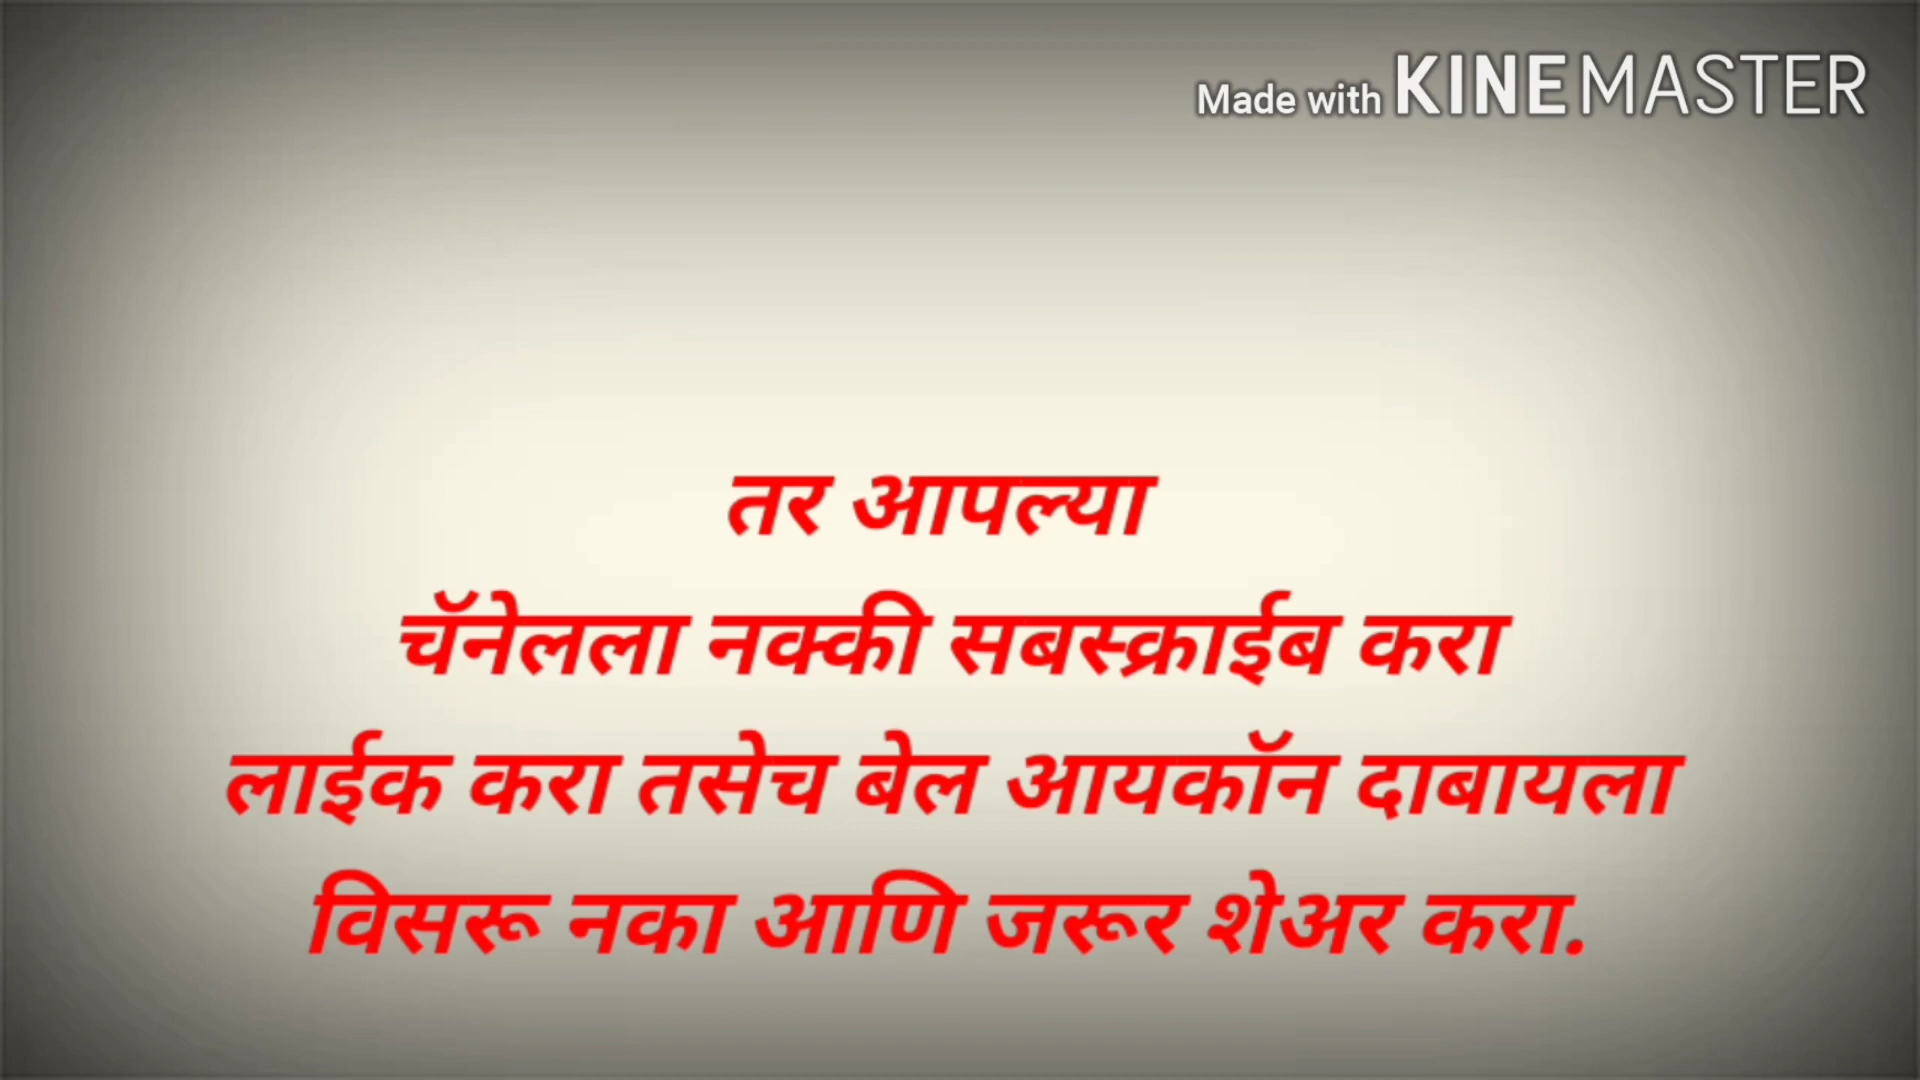 Made with KINEMASTER
तर आपल्या
चॅनेलला नक्की सबस्क्राईब करा
लाईक करा तसेच बेल आयकॉन दाबायला
विसरू नका आणि जरूर शेअर करा.